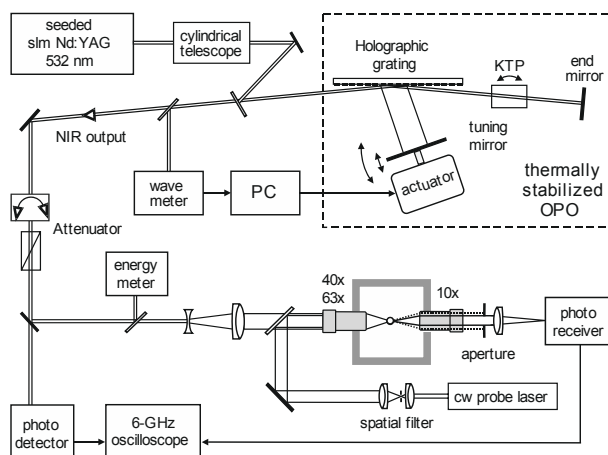 seeded
slm Nd:YAG
532 nm
cylindrical
telescope
Holographic
grating
KTP
end
mirror
NIR output
tuning
mirror
wave
meter
PC
actuator
thermally
stabilized
OPO
Attenuator
energy
meter
40x
63x
10x
photo
receiver
aperture
cw probe laser
spatial filter
photo
detector
6-GHz
oscilloscope